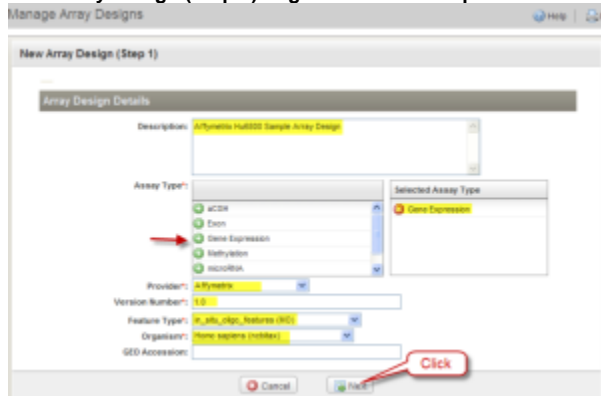 Manage Array Designs
Help
New Array Design (Step 1)
Array Design Details
Description: Affymetrix Hu6800 Sample Array Design
Assay Type*:
Selected Assay Type
aCGH
Gene Expression
Exon
Gene Expression
Methylation
microRNA
Provider*: Affymetrix
Version Number*: 1.0
Feature Type*: in_situ_oligo_features (MO)
Organism*: Homo sapiens (ncbitax)
GEO Accession:
Cancel
Next
Click